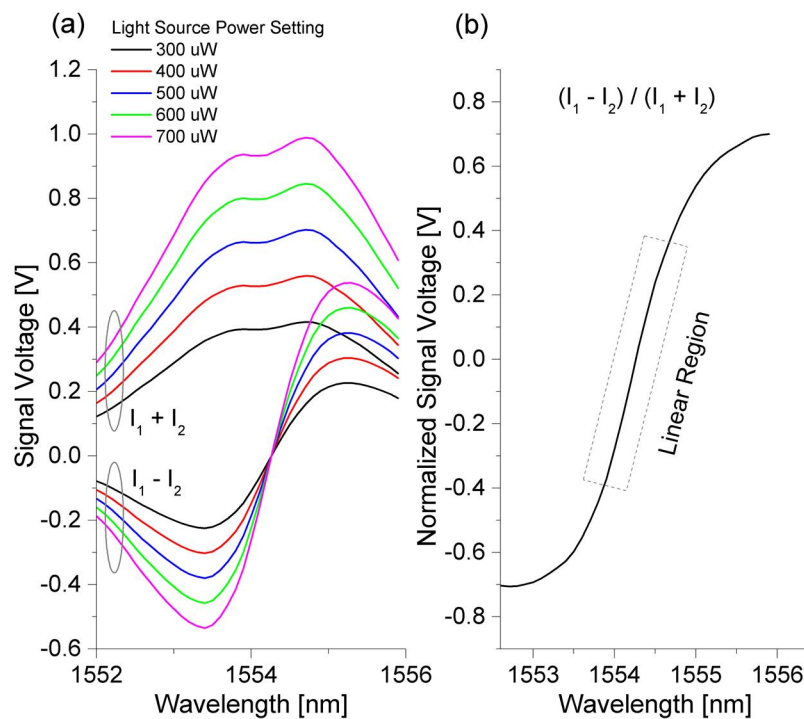 (a)
Light Source Power Setting
300 uW
400 uW
500 uW
600 uW
700 uW
1.2
1.0
0.8
0.6
0.4
0.2
0.0
-0.2
-0.4
-0.6
Signal Voltage [V]
I₁ + I₂
I₁ - I₂
1552
1554
1556
Wavelength [nm]
(b)
(I₁ - I₂) / (I₁ + I₂)
0.8
0.6
0.4
0.2
0.0
-0.2
-0.4
-0.6
-0.8
Normalized Signal Voltage [V]
Linear Region
1553
1554
1555
1556
Wavelength [nm]